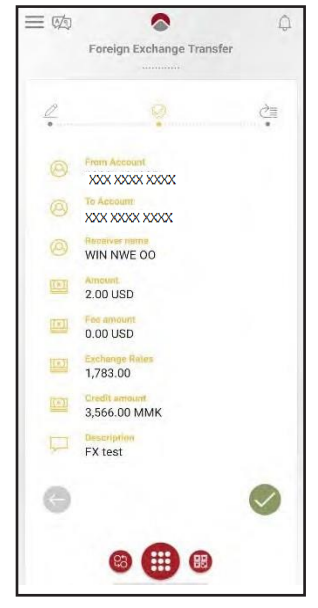 Foreign Exchange Transfer
From Account
XXX XXXX XXXX
To Account
XXX XXXX XXXX
Receiver name
WIN NWE OO
Amount
2.00 USD
Fee amount
0.00 USD
Exchange Rates
1,783.00
Credit amount
3,566.00 MMK
Description
FX test